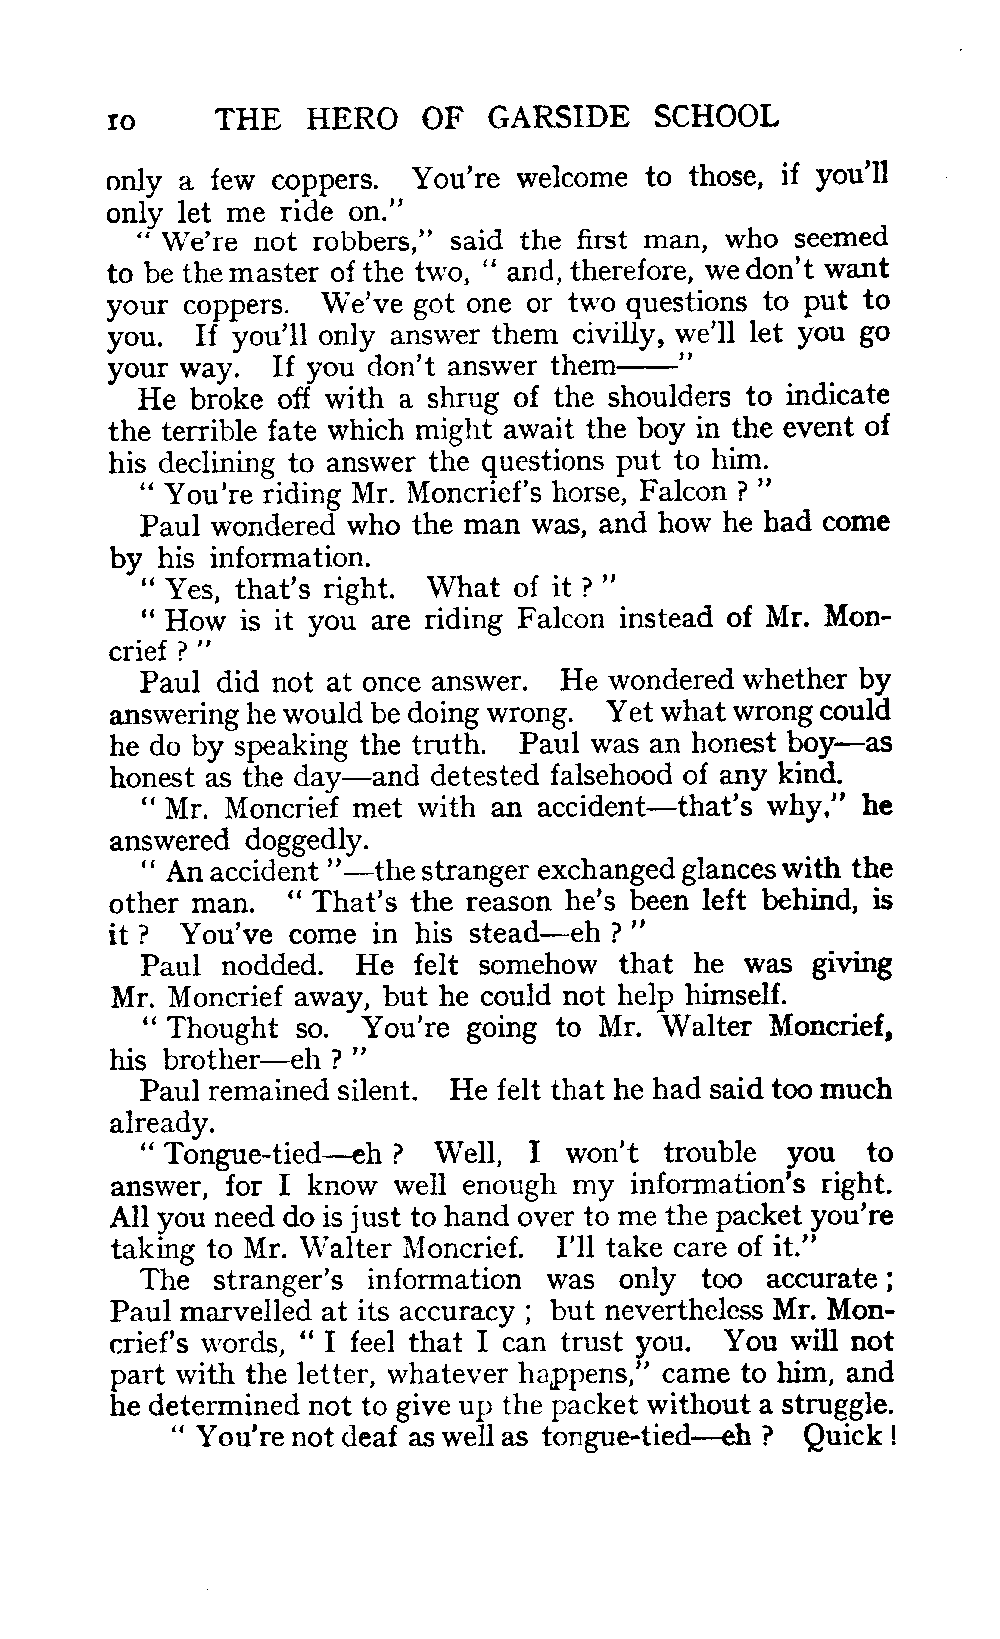 10 THE HERO OF GARSIDE SCHOOL
only a few coppers. You're welcome to those, if you'll
only let me ride on."
" We're not robbers," said the first man, who seemed
to be the master of the two, " and, therefore, we don't want
your coppers. We've got one or two questions to put to
you. If you'll only answer them civilly, we'll let you go
your way. If you don't answer them——"
He broke off with a shrug of the shoulders to indicate
the terrible fate which might await the boy in the event of
his declining to answer the questions put to him.
" You're riding Mr. Moncrief's horse, Falcon ? "
Paul wondered who the man was, and how he had come
by his information.
" Yes, that's right. What of it ? "
" How is it you are riding Falcon instead of Mr. Mon-
crief ? "
Paul did not at once answer. He wondered whether by
answering he would be doing wrong. Yet what wrong could
he do by speaking the truth. Paul was an honest boy—as
honest as the day—and detested falsehood of any kind.
" Mr. Moncrief met with an accident—that's why," he
answered doggedly.
" An accident "—the stranger exchanged glances with the
other man. " That's the reason he's been left behind, is
it ? You've come in his stead—eh ? "
Paul nodded. He felt somehow that he was giving
Mr. Moncrief away, but he could not help himself.
" Thought so. You're going to Mr. Walter Moncrief,
his brother—eh ? "
Paul remained silent. He felt that he had said too much
already.
" Tongue-tied—eh ? Well, I won't trouble you to
answer, for I know well enough my information's right.
All you need do is just to hand over to me the packet you're
taking to Mr. Walter Moncrief. I'll take care of it."
The stranger's information was only too accurate ;
Paul marvelled at its accuracy ; but nevertheless Mr. Mon-
crief's words, " I feel that I can trust you. You will not
part with the letter, whatever happens," came to him, and
he determined not to give up the packet without a struggle.
" You're not deaf as well as tongue-tied—eh ? Quick !